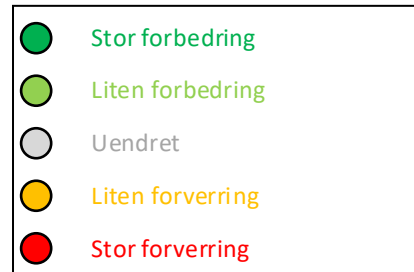 Stor forbedring
Liten forbedring
Uendret
Liten forverring
Stor forverring